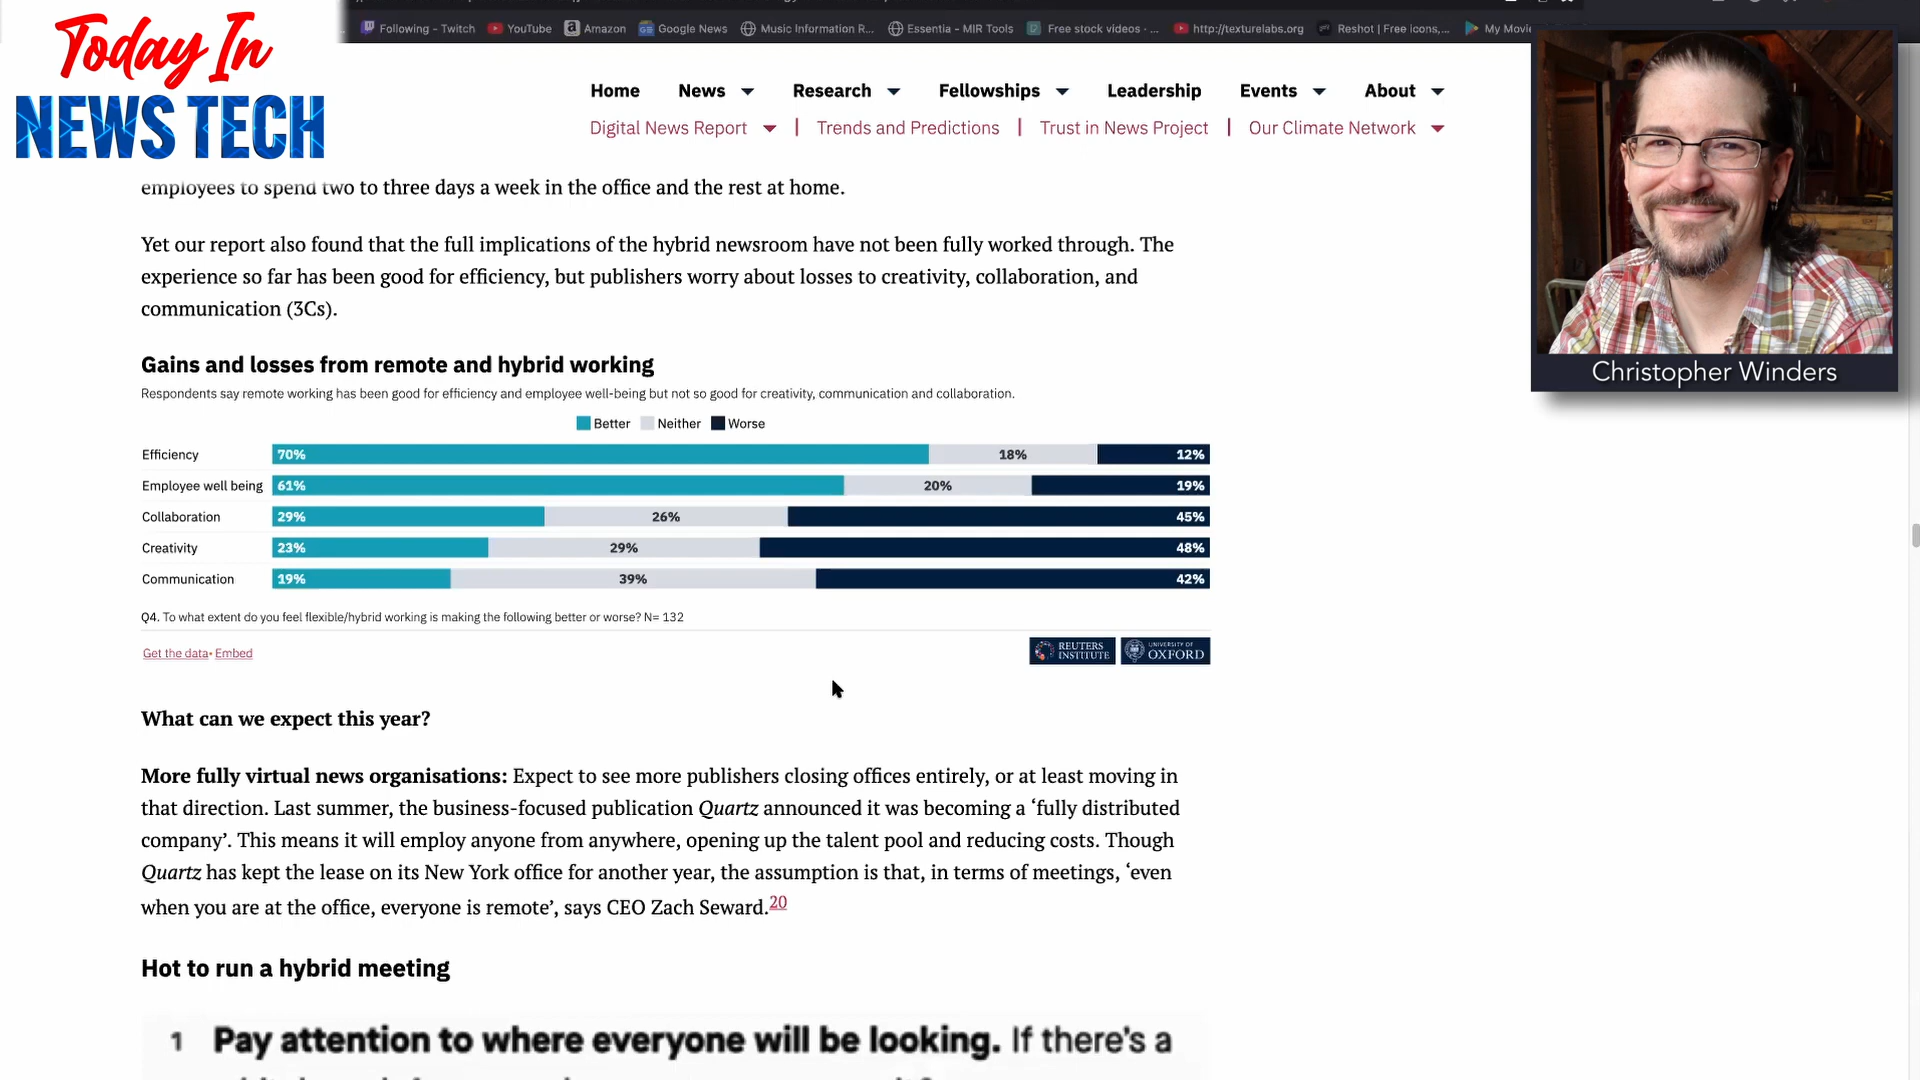 Today In
NEWS TECH
Following - Twitch YouTube Amazon Google News Music Information R... Essentia - MIR Tools Free stock videos - ... http://texturelabs.org Reshot | Free icons,... My Movi
Home News Research Fellowships Leadership Events About
Digital News Report | Trends and Predictions | Trust in News Project | Our Climate Network
Christopher Winders
employees to spend two to three days a week in the office and the rest at home.
Yet our report also found that the full implications of the hybrid newsroom have not been fully worked through. The
experience so far has been good for efficiency, but publishers worry about losses to creativity, collaboration, and
communication (3Cs).
Gains and losses from remote and hybrid working
Respondents say remote working has been good for efficiency and employee well-being but not so good for creativity, communication and collaboration.
Better Neither Worse
Efficiency 70% 18% 12%
Employee well being 61% 20% 19%
Collaboration 29% 26% 45%
Creativity 23% 29% 48%
Communication 19% 39% 42%
Q4. To what extent do you feel flexible/hybrid working is making the following better or worse? N= 132
Get the data• Embed
REUTERS
INSTITUTE
UNIVERSITY OF
OXFORD
What can we expect this year?
More fully virtual news organisations: Expect to see more publishers closing offices entirely, or at least moving in
that direction. Last summer, the business-focused publication Quartz announced it was becoming a ‘fully distributed
company’. This means it will employ anyone from anywhere, opening up the talent pool and reducing costs. Though
Quartz has kept the lease on its New York office for another year, the assumption is that, in terms of meetings, ‘even
when you are at the office, everyone is remote’, says CEO Zach Seward.20
Hot to run a hybrid meeting
1 Pay attention to where everyone will be looking. If there's a